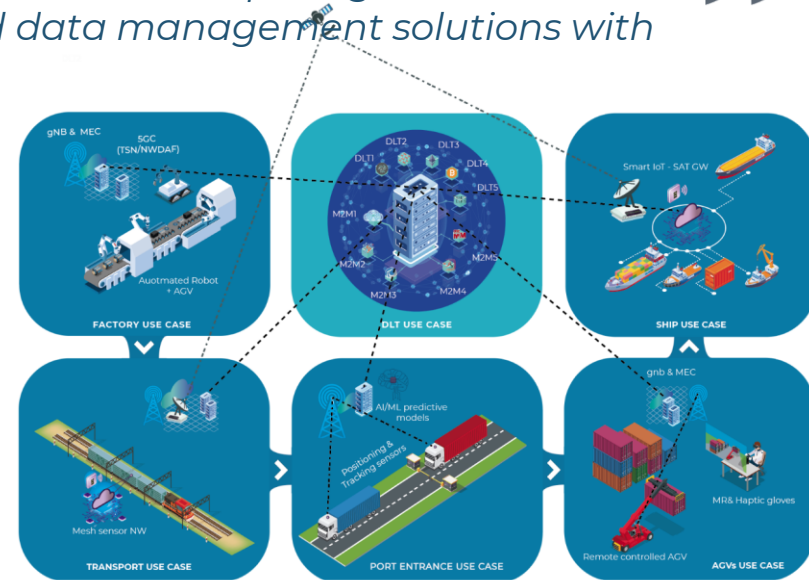 d data management solutions with
gNB & MEC
5GC
(TSN/NWDAF)
Auotmated Robot
+ AGV
FACTORY USE CASE
DLT1
DLT2
DLT3
DLT4
DLT5
M2M1
M2M2
M2M3
M2M4
M2M5
DLT USE CASE
Smart IoT - SAT GW
SHIP USE CASE
Mesh sensor NW
TRANSPORT USE CASE
AI/ML predictive
models
Positioning &
Tracking sensors
PORT ENTRANCE USE CASE
gnb & MEC
MR& Haptic gloves
Remote controlled AGV
AGVs USE CASE